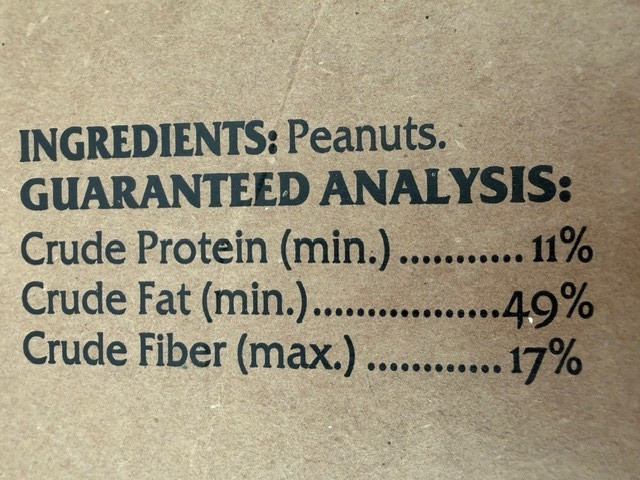 INGREDIENTS: Peanuts.
GUARANTEED ANALYSIS:
Crude Protein (min.)........... 11%
Crude Fat (min.)..................49%
Crude Fiber (max.)............ 17%